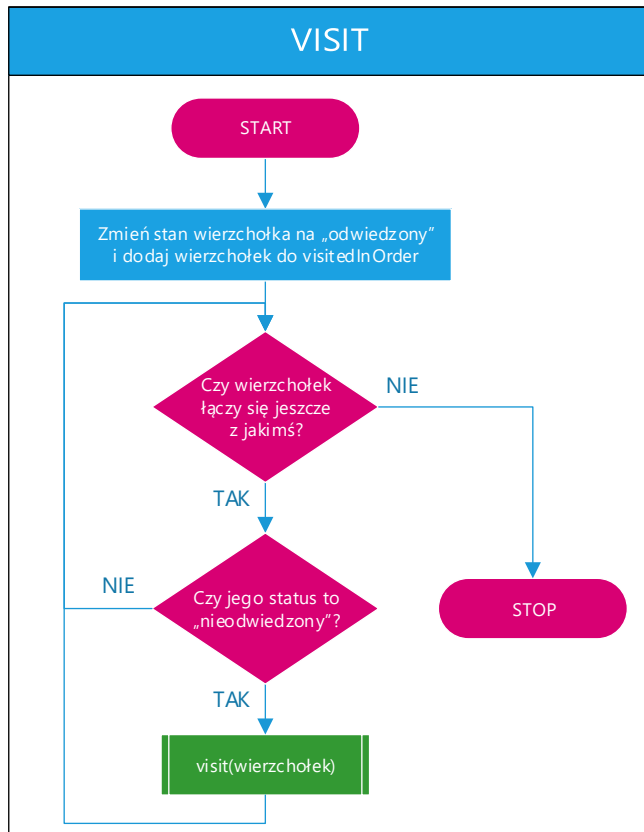 VISIT
START
Zmień stan wierzchołka na „odwiedzony”
i dodaj wierzchołek do visitedInOrder
Czy wierzchołek
łączy się jeszcze
z jakimś?
NIE
TAK
NIE
Czy jego status to
„nieodwiedzony”?
STOP
TAK
visit(wierzchołek)